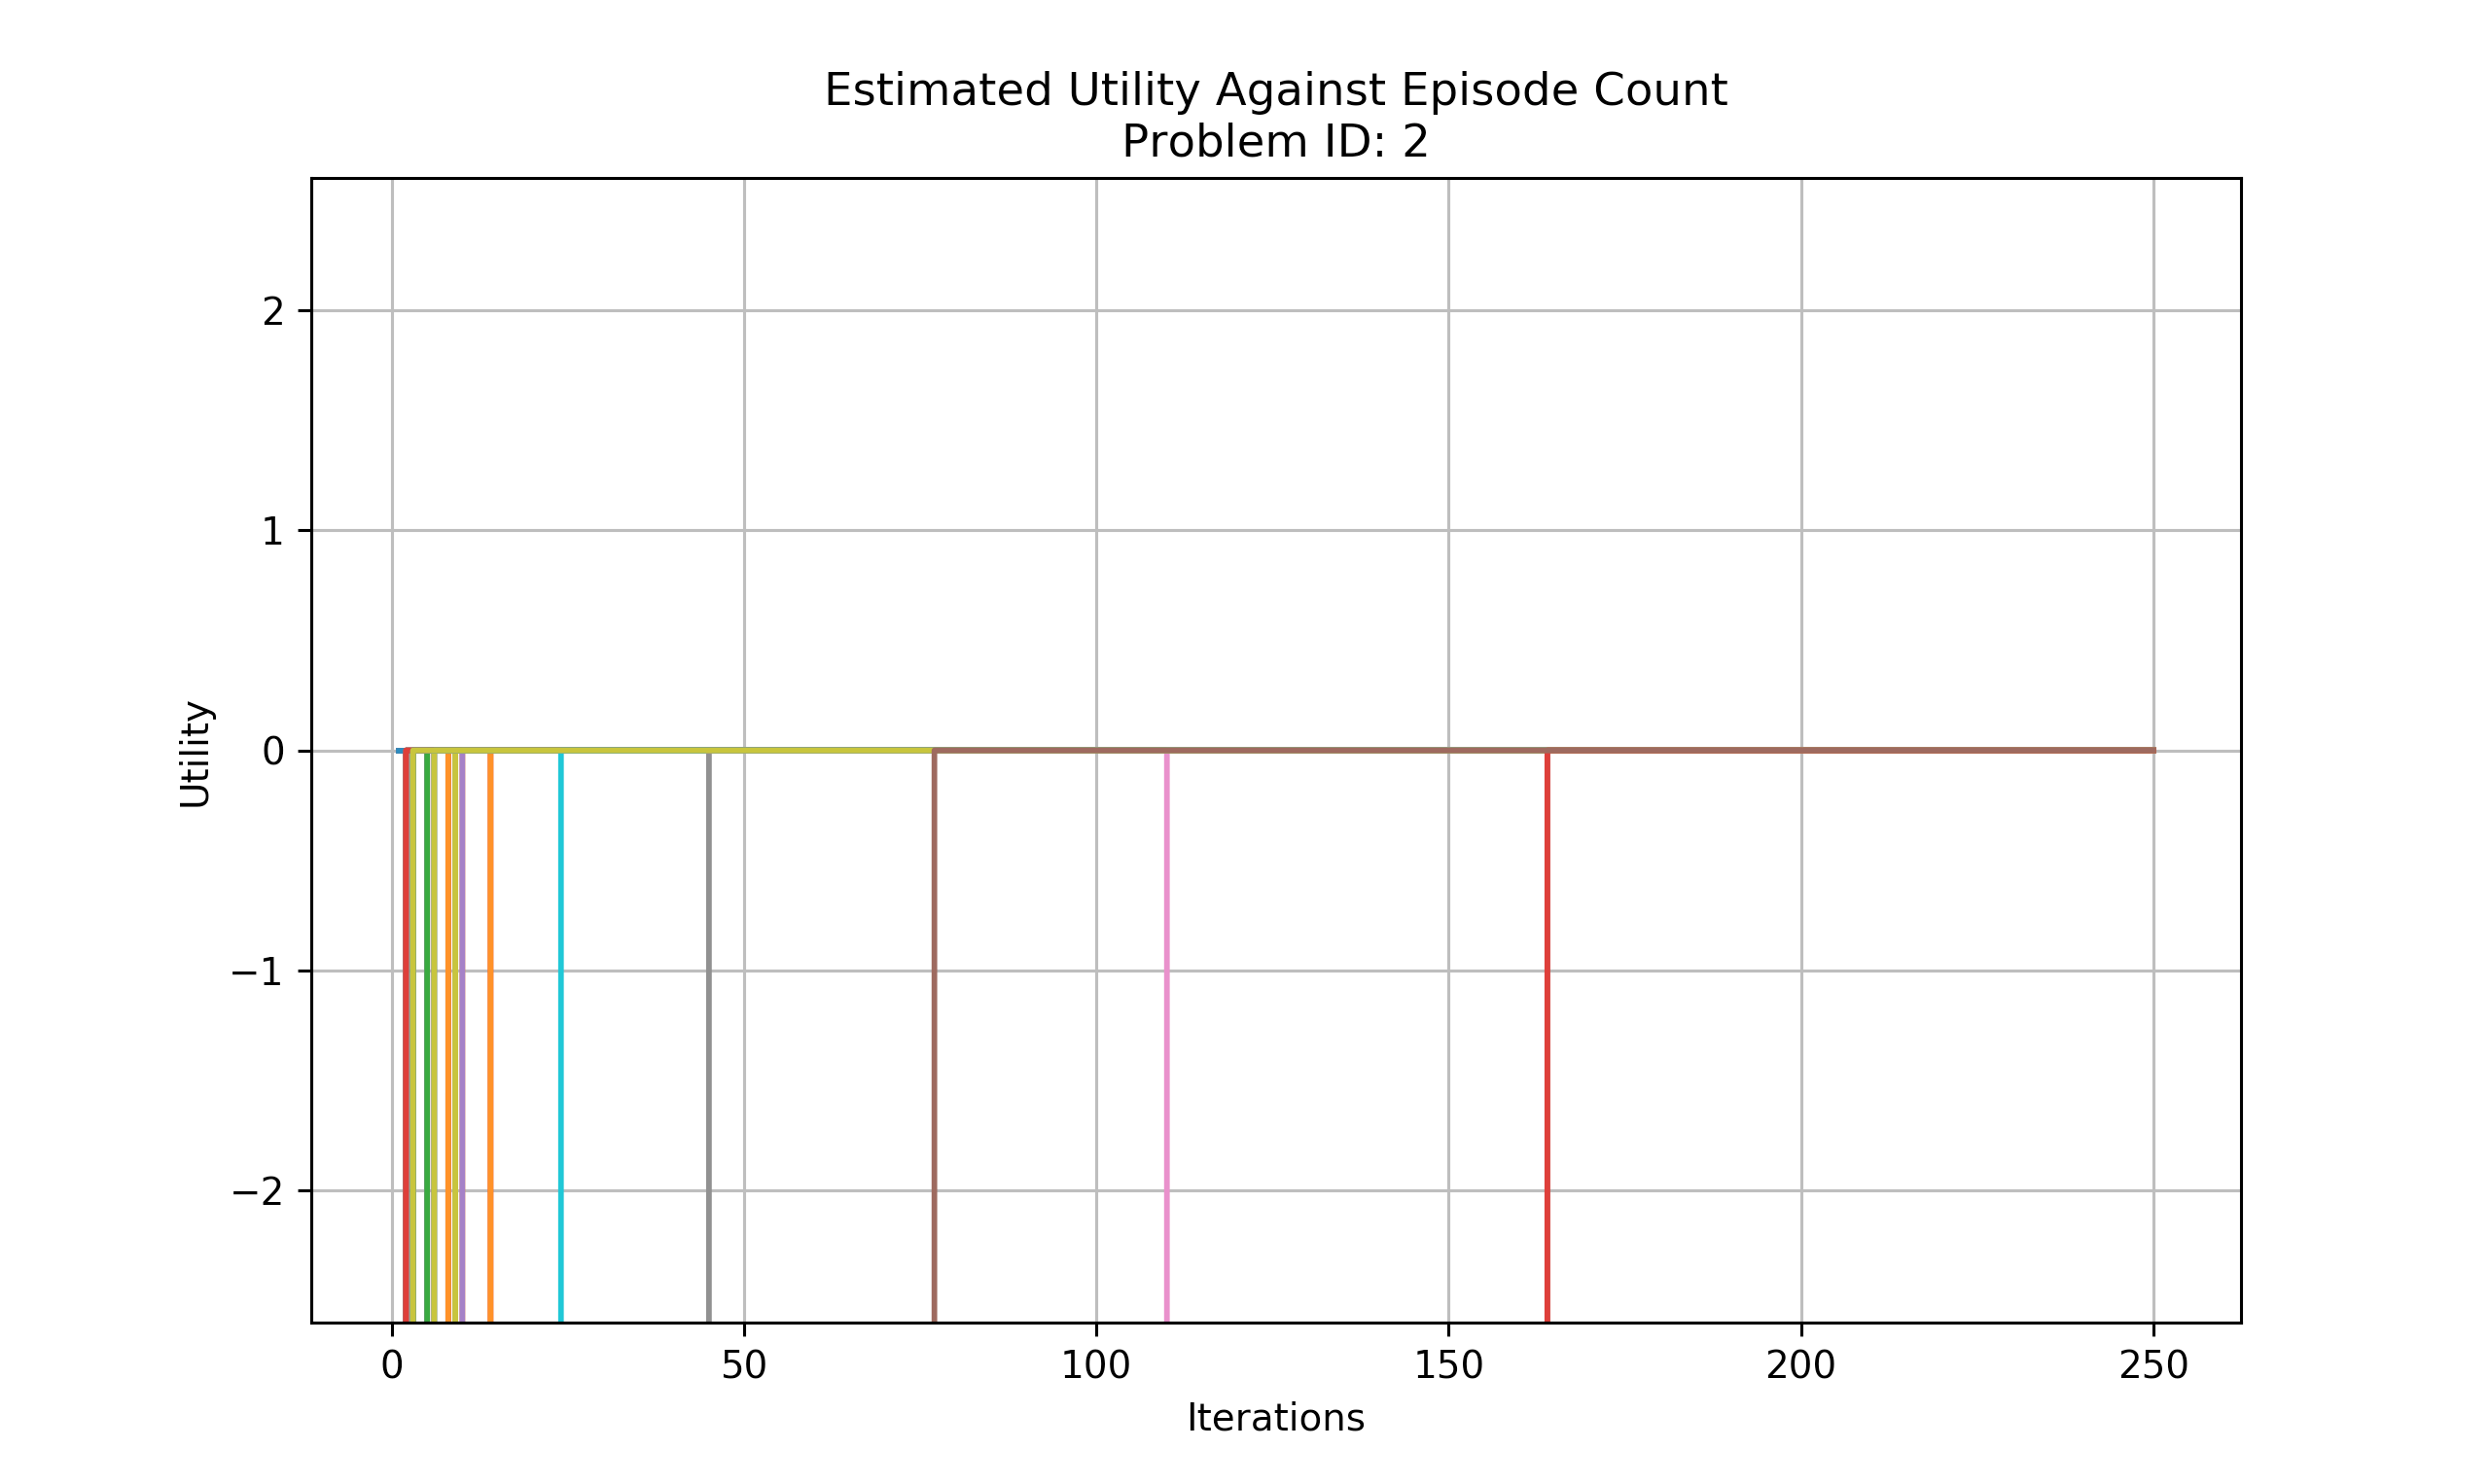 Estimated Utility Against Episode Count
Problem ID: 2
2
1
0
−1
−2
Utility
0 50 100 150 200 250
Iterations